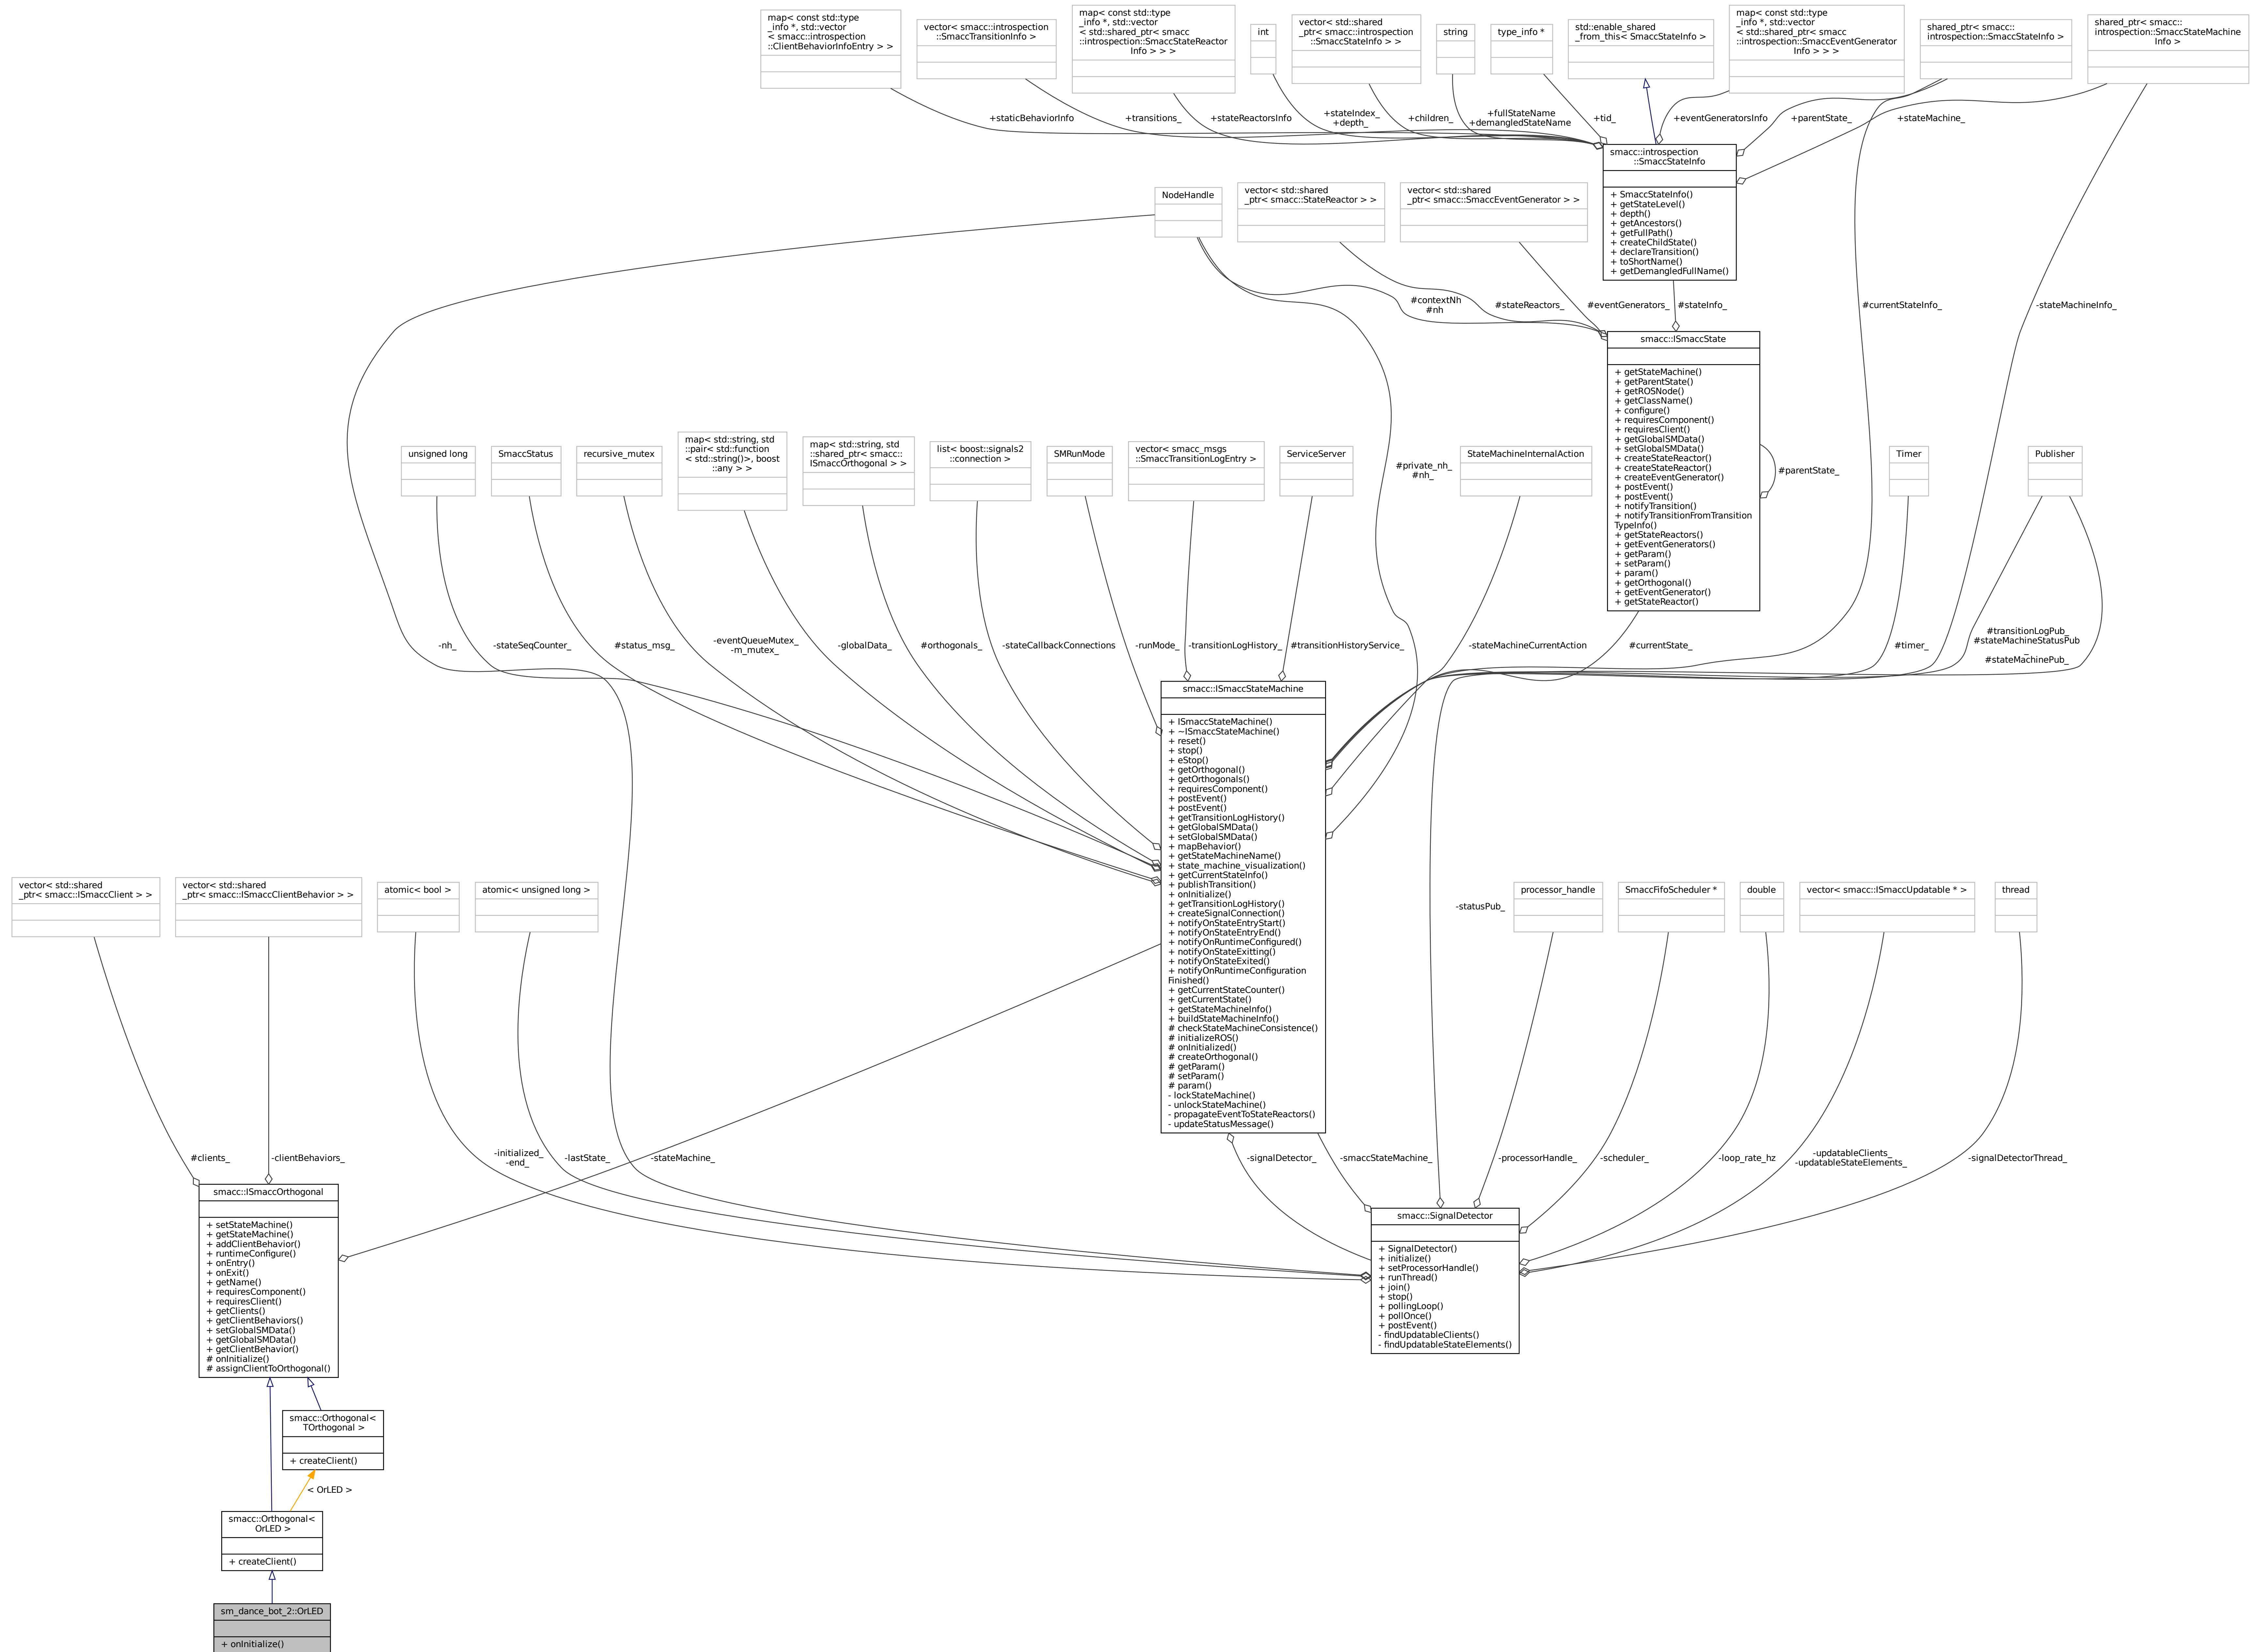 map< const std::type
_info *, std::vector
< smacc::introspection
::ClientBehaviorInfoEntry > >
vector< smacc::introspection
::SmaccTransitionInfo >
map< const std::type
_info *, std::vector
< std::shared_ptr< smacc
::introspection::SmaccStateReactor
Info > > >
int
vector< std::shared
_ptr< smacc::introspection
::SmaccStateInfo > >
string
type_info *
std::enable_shared
_from_this< SmaccStateInfo >
map< const std::type
_info *, std::vector
< std::shared_ptr< smacc
::introspection::SmaccEventGenerator
Info > > >
shared_ptr< smacc::
introspection::SmaccStateInfo >
shared_ptr< smacc::
introspection::SmaccStateMachine
Info >
+staticBehaviorInfo
+transitions_
+stateReactorsInfo
+stateIndex_
+depth_
+children_
+fullStateName
+demangledStateName
+tid_
+eventGeneratorsInfo
+parentState_
+stateMachine_
smacc::introspection
::SmaccStateInfo
+ SmaccStateInfo()
+ getStateLevel()
+ depth()
+ getAncestors()
+ getFullPath()
+ createChildState()
+ declareTransition()
+ toShortName()
+ getDemangledFullName()
NodeHandle
vector< std::shared
_ptr< smacc::StateReactor > >
vector< std::shared
_ptr< smacc::SmaccEventGenerator > >
#contextNh
#nh
#stateReactors_
#eventGenerators_
#stateInfo_
#currentStateInfo_
-stateMachineInfo_
smacc::ISmaccState
+ getStateMachine()
+ getParentState()
+ getROSNode()
+ getClassName()
+ configure()
+ requiresComponent()
+ requiresClient()
+ getGlobalSMData()
+ setGlobalSMData()
+ createStateReactor()
+ createStateReactor()
+ createEventGenerator()
+ postEvent()
+ postEvent()
+ notifyTransition()
+ notifyTransitionFromTransition
TypeInfo()
+ getStateReactors()
+ getEventGenerators()
+ getParam()
+ setParam()
+ param()
+ getOrthogonal()
+ getEventGenerator()
+ getStateReactor()
#parentState_
unsigned long
SmaccStatus
recursive_mutex
map< std::string, std
::pair< std::function
< std::string()>, boost
::any > >
map< std::string, std
::shared_ptr< smacc::
ISmaccOrthogonal > >
list< boost::signals2
::connection >
SMRunMode
vector< smacc_msgs
::SmaccTransitionLogEntry >
ServiceServer
#private_nh_
#nh_
StateMachineInternalAction
Timer
Publisher
-nh_
-stateSeqCounter_
#status_msg_
-eventQueueMutex_
-m_mutex_
-globalData_
#orthogonals_
-stateCallbackConnections
-runMode_
-transitionLogHistory_
#transitionHistoryService_
-stateMachineCurrentAction
#currentState_
#timer_
#transitionLogPub_
#stateMachineStatusPub
_
#stateMachinePub_
smacc::ISmaccStateMachine
+ ISmaccStateMachine()
+ ~ISmaccStateMachine()
+ reset()
+ stop()
+ eStop()
+ getOrthogonal()
+ getOrthogonals()
+ requiresComponent()
+ postEvent()
+ postEvent()
+ getTransitionLogHistory()
+ getGlobalSMData()
+ setGlobalSMData()
+ mapBehavior()
+ getStateMachineName()
+ state_machine_visualization()
+ getCurrentStateInfo()
+ publishTransition()
+ onInitialize()
+ getTransitionLogHistory()
+ createSignalConnection()
+ notifyOnStateEntryStart()
+ notifyOnStateEntryEnd()
+ notifyOnRuntimeConfigured()
+ notifyOnStateExitting()
+ notifyOnStateExited()
+ notifyOnRuntimeConfiguration
Finished()
+ getCurrentStateCounter()
+ getCurrentState()
+ getStateMachineInfo()
+ buildStateMachineInfo()
# checkStateMachineConsistence()
# initializeROS()
# onInitialized()
# createOrthogonal()
# getParam()
# setParam()
# param()
- lockStateMachine()
- unlockStateMachine()
- propagateEventToStateReactors()
- updateStatusMessage()
vector< std::shared
_ptr< smacc::ISmaccClient > >
vector< std::shared
_ptr< smacc::ISmaccClientBehavior > >
atomic< bool >
atomic< unsigned long >
-statusPub_
processor_handle
SmaccFifoScheduler *
double
vector< smacc::ISmaccUpdatable * >
thread
#clients_
-clientBehaviors_
-initialized_
-end_
-lastState_
-stateMachine_
-signalDetector_
-smaccStateMachine_
-processorHandle_
-scheduler_
-loop_rate_hz
-updatableClients_
-updatableStateElements_
-signalDetectorThread_
smacc::ISmaccOrthogonal
+ setStateMachine()
+ getStateMachine()
+ addClientBehavior()
+ runtimeConfigure()
+ onEntry()
+ onExit()
+ getName()
+ requiresComponent()
+ requiresClient()
+ getClients()
+ getClientBehaviors()
+ setGlobalSMData()
+ getGlobalSMData()
+ getClientBehavior()
# onInitialize()
# assignClientToOrthogonal()
smacc::SignalDetector
+ SignalDetector()
+ initialize()
+ setProcessorHandle()
+ runThread()
+ join()
+ stop()
+ pollingLoop()
+ pollOnce()
+ postEvent()
- findUpdatableClients()
- findUpdatableStateElements()
smacc::Orthogonal<
TOrthogonal >
+ createClient()
< OrLED >
smacc::Orthogonal<
OrLED >
+ createClient()
sm_dance_bot_2::OrLED
+ onInitialize()